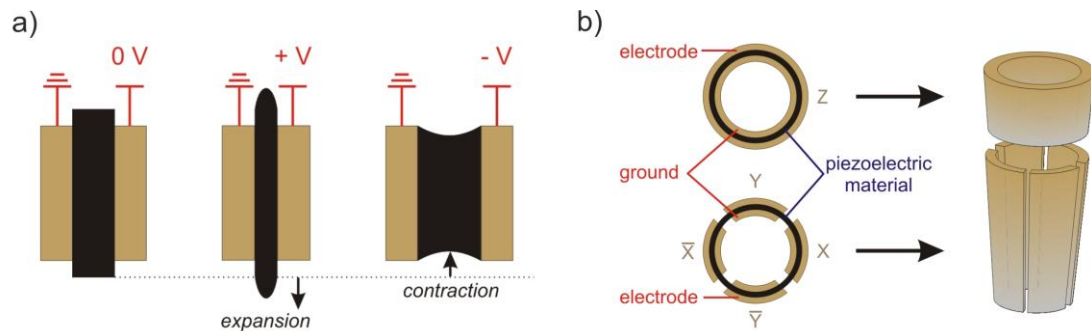 a)
0 V
+ V
- V
expansion
contraction
b)
electrode
Z
ground
piezoelectric
material
Y
X̅
X
electrode
Y̅